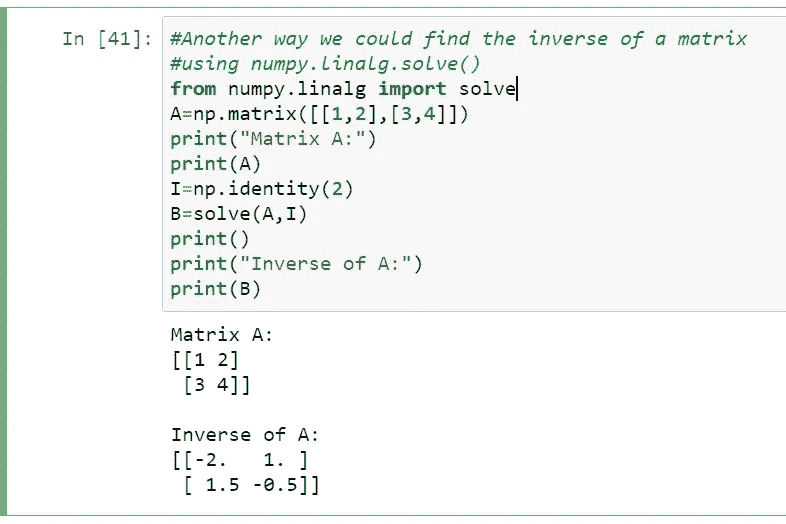 In [41]: #Another way we could find the inverse of a matrix
#using numpy.linalg.solve()
from numpy.linalg import solve
A=np.matrix([[1,2],[3,4]])
print("Matrix A:")
print(A)
I=np.identity(2)
B=solve(A,I)
print()
print("Inverse of A:")
print(B)
Matrix A:
[[1 2]
 [3 4]]
Inverse of A:
[[-2.   1. ]
 [ 1.5 -0.5]]